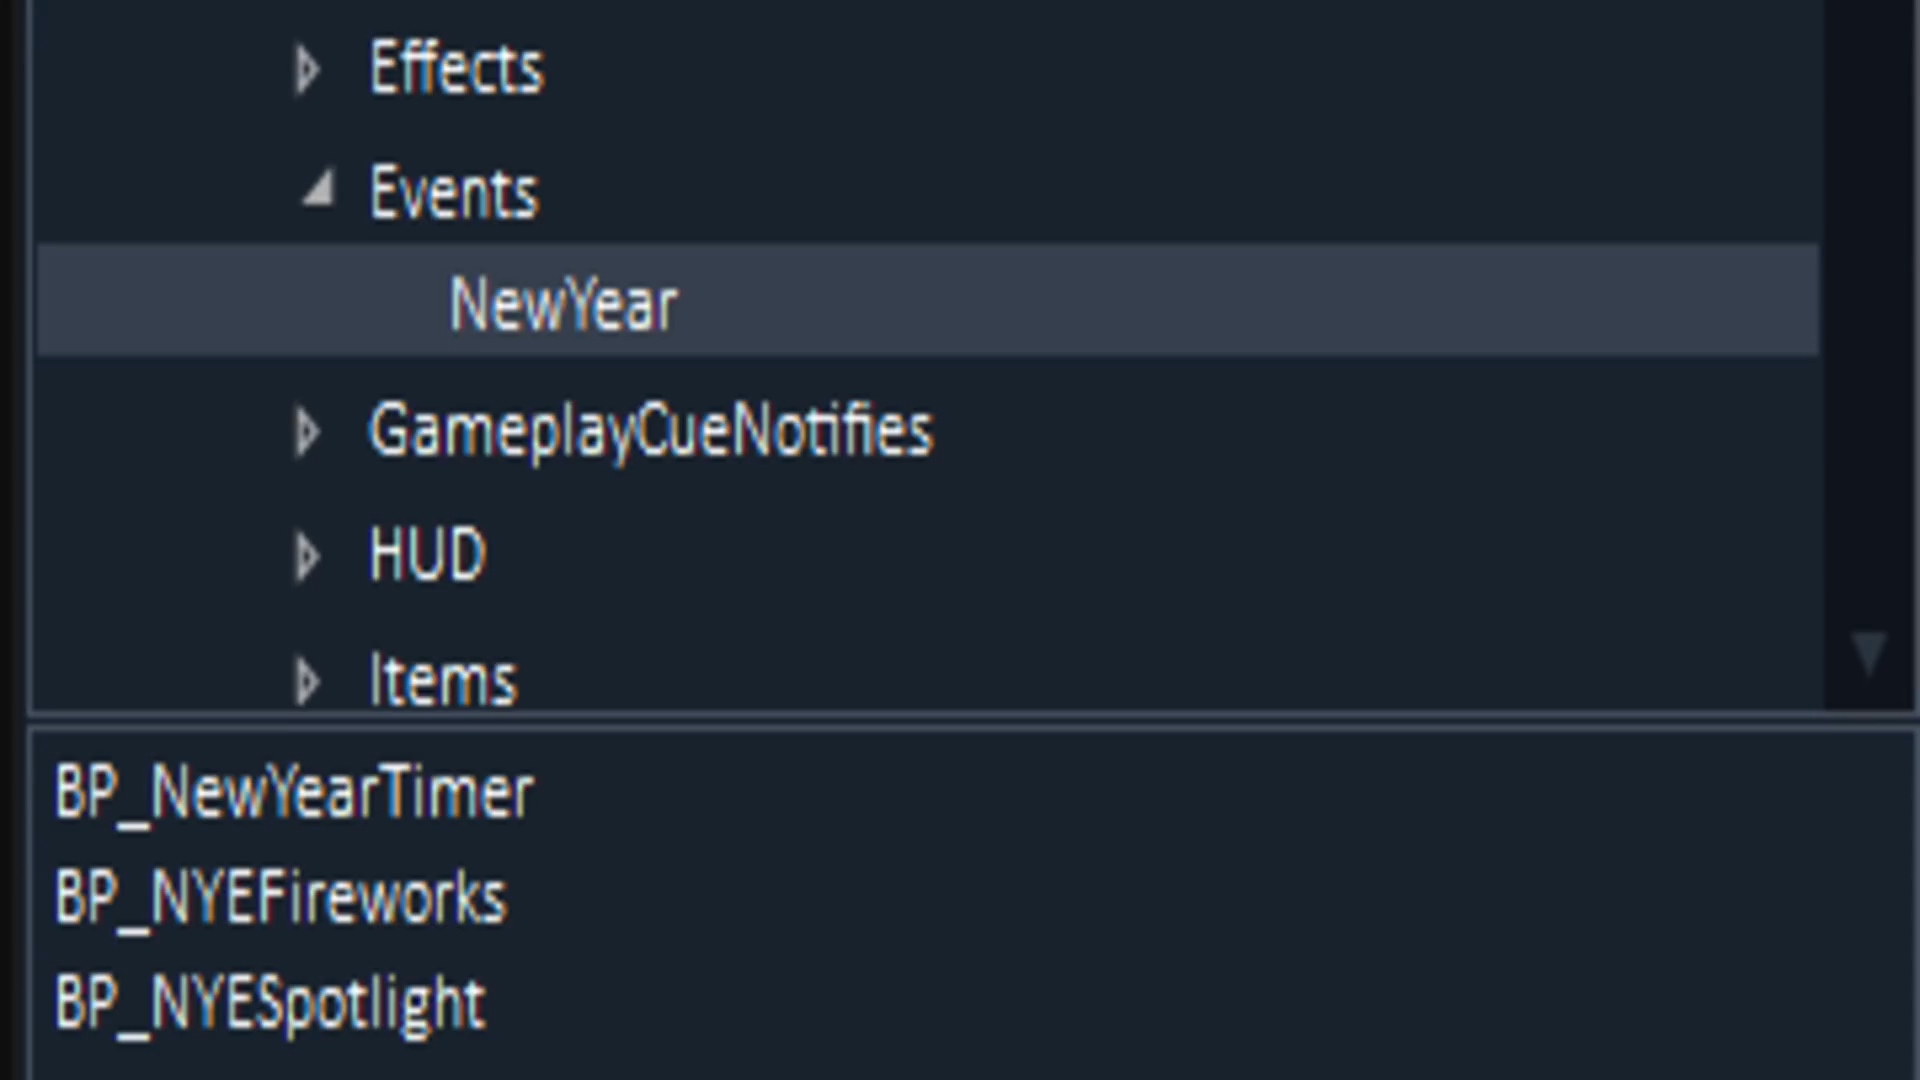 Effects
Events
NewYear
GameplayCueNotifies
HUD
Items
BP_NewYearTimer
BP_NYEFireworks
BP_NYESpotlight